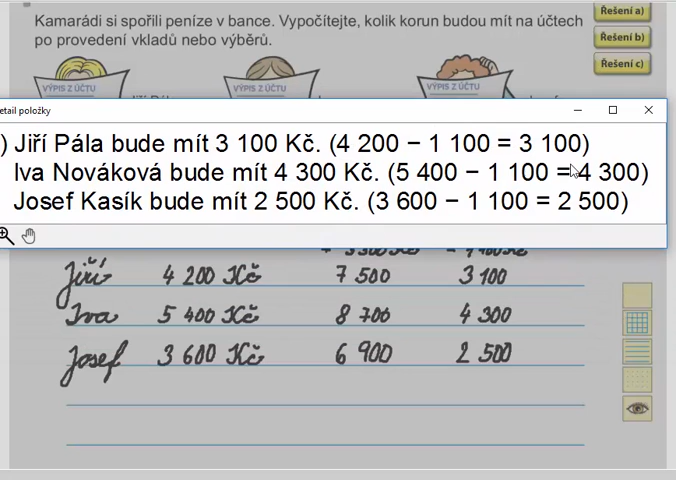 Kamarádi si spořili peníze v bance. Vypočítejte, kolik korun budou mít na účtech
po provedení vkladů nebo výběrů.
Řešení a)
Řešení b)
Řešení c)
VÝPIS Z ÚČTU VÝPIS Z ÚČTU VÝPIS Z ÚČTU
etail položky
) Jiří Pála bude mít 3 100 Kč. (4 200 − 1 100 = 3 100)
Iva Nováková bude mít 4 300 Kč. (5 400 − 1 100 = 4 300)
Josef Kasík bude mít 2 500 Kč. (3 600 − 1 100 = 2 500)
Jiří 4 200 Kč 7 500 3 100
Iva 5 400 Kč 8 700 4 300
Josef 3 600 Kč 6 900 2 500